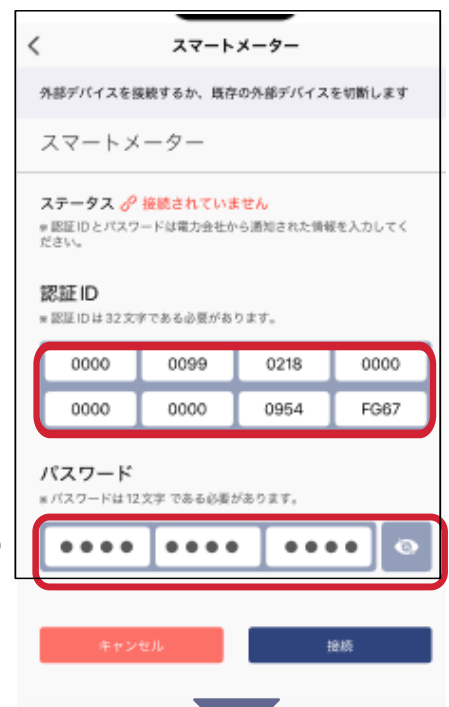 スマートメーター
外部デバイスを接続するか、既存の外部デバイスを切断します
スマートメーター
ステータス 接続されていません
※認証IDとパスワードは電力会社から通知された情報を入力してく
ださい。
認証ID
※認証IDは32文字である必要があります。
0000 0099 0218 0000
0000 0000 0954 FG67
パスワード
※パスワードは12文字 である必要があります。
●●●● ●●●● ●●●●
キャンセル 接続